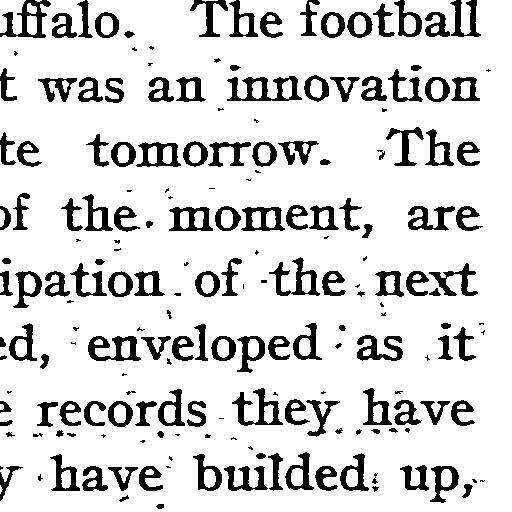 uffalo. The football
t was an innovation
te tomorrow. The
of the moment, are
ipation of the next
ed, enveloped as it
e records they have
y have builded up,